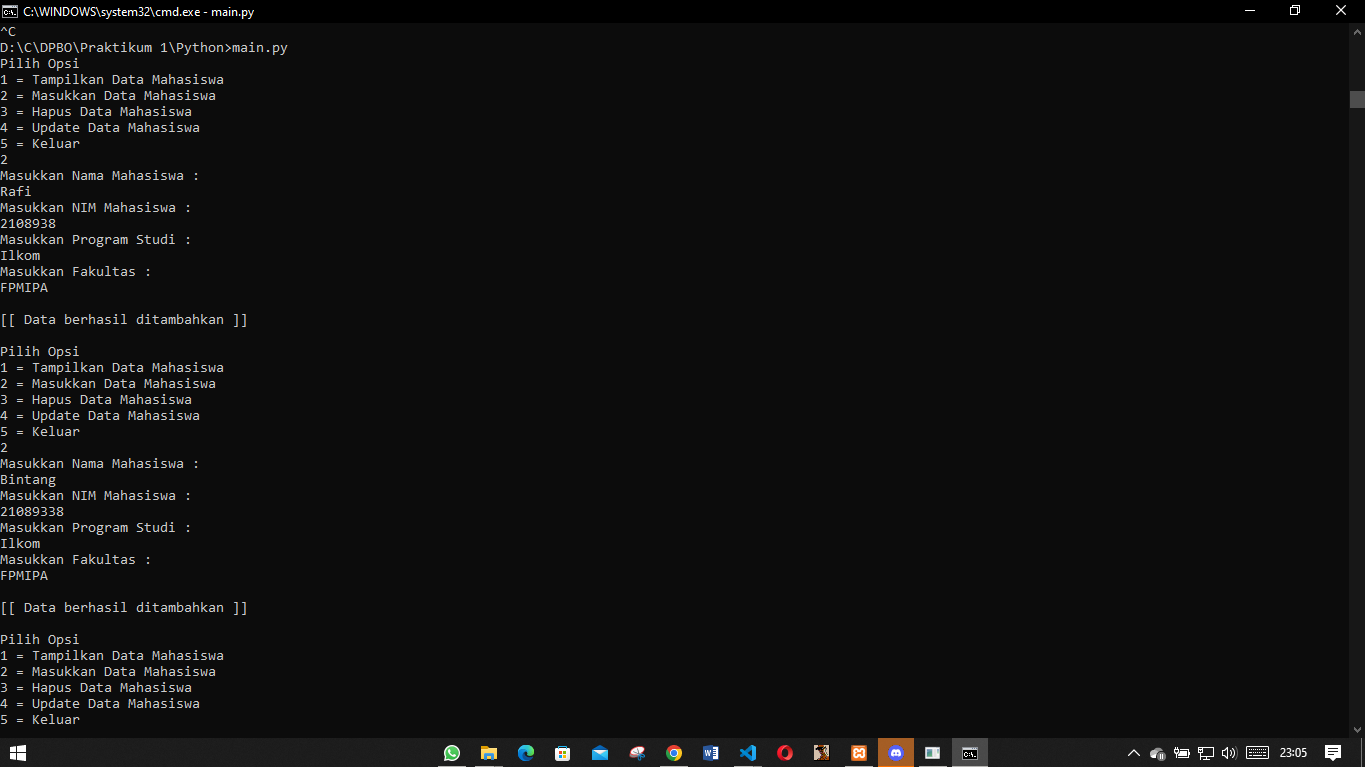 C:\WINDOWS\system32\cmd.exe - main.py
^C
D:\C\DPBO\Praktikum 1\Python>main.py
Pilih Opsi
1 = Tampilkan Data Mahasiswa
2 = Masukkan Data Mahasiswa
3 = Hapus Data Mahasiswa
4 = Update Data Mahasiswa
5 = Keluar
2
Masukkan Nama Mahasiswa :
Rafi
Masukkan NIM Mahasiswa :
2108938
Masukkan Program Studi :
Ilkom
Masukkan Fakultas :
FPMIPA
[[ Data berhasil ditambahkan ]]
Pilih Opsi
1 = Tampilkan Data Mahasiswa
2 = Masukkan Data Mahasiswa
3 = Hapus Data Mahasiswa
4 = Update Data Mahasiswa
5 = Keluar
2
Masukkan Nama Mahasiswa :
Bintang
Masukkan NIM Mahasiswa :
21089338
Masukkan Program Studi :
Ilkom
Masukkan Fakultas :
FPMIPA
[[ Data berhasil ditambahkan ]]
Pilih Opsi
1 = Tampilkan Data Mahasiswa
2 = Masukkan Data Mahasiswa
3 = Hapus Data Mahasiswa
4 = Update Data Mahasiswa
5 = Keluar
23:05